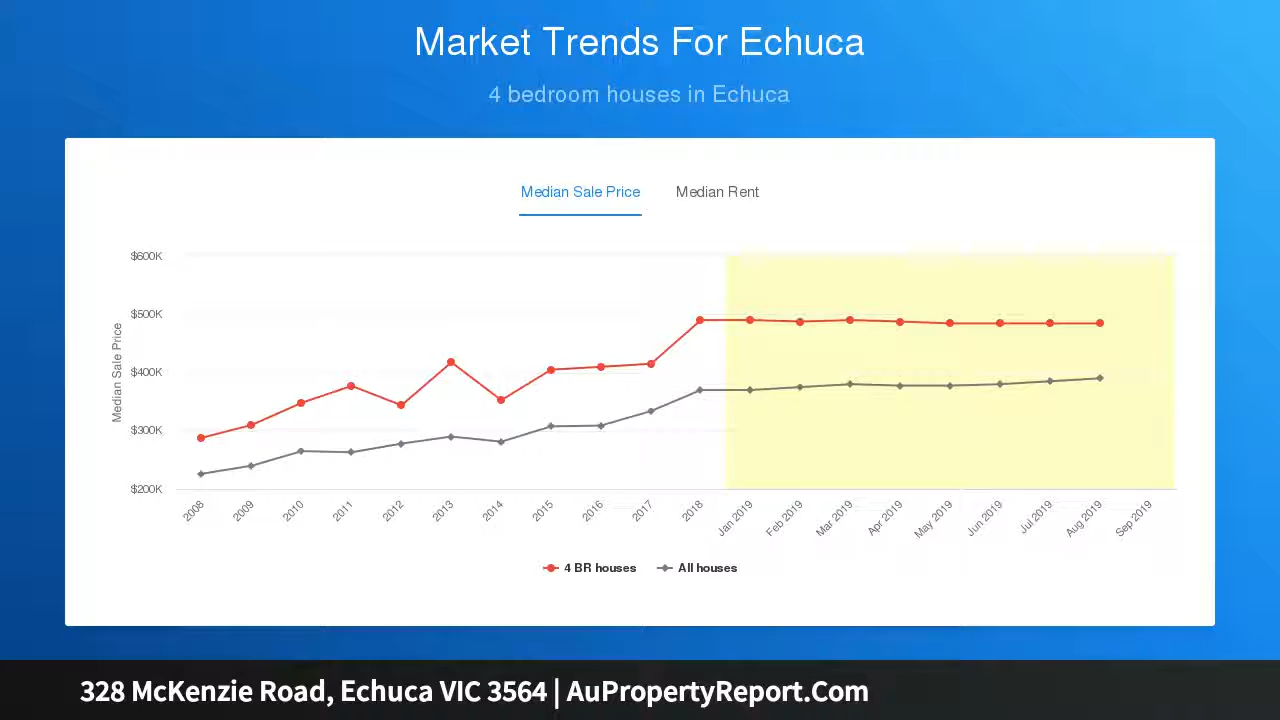 Market Trends For Echuca
4 bedroom houses in Echuca
Median Sale Price Median Rent
$600K
$500K
$400K
$300K
$200K
Median Sale Price
2008 2009 2010 2011 2012 2013 2014 2015 2016 2017 2018 Jan 2019 Feb 2019 Mar 2019 Apr 2019 May 2019 Jun 2019 Jul 2019 Aug 2019 Sep 2019
4 BR houses All houses
328 McKenzie Road, Echuca VIC 3564 | AuPropertyReport.Com